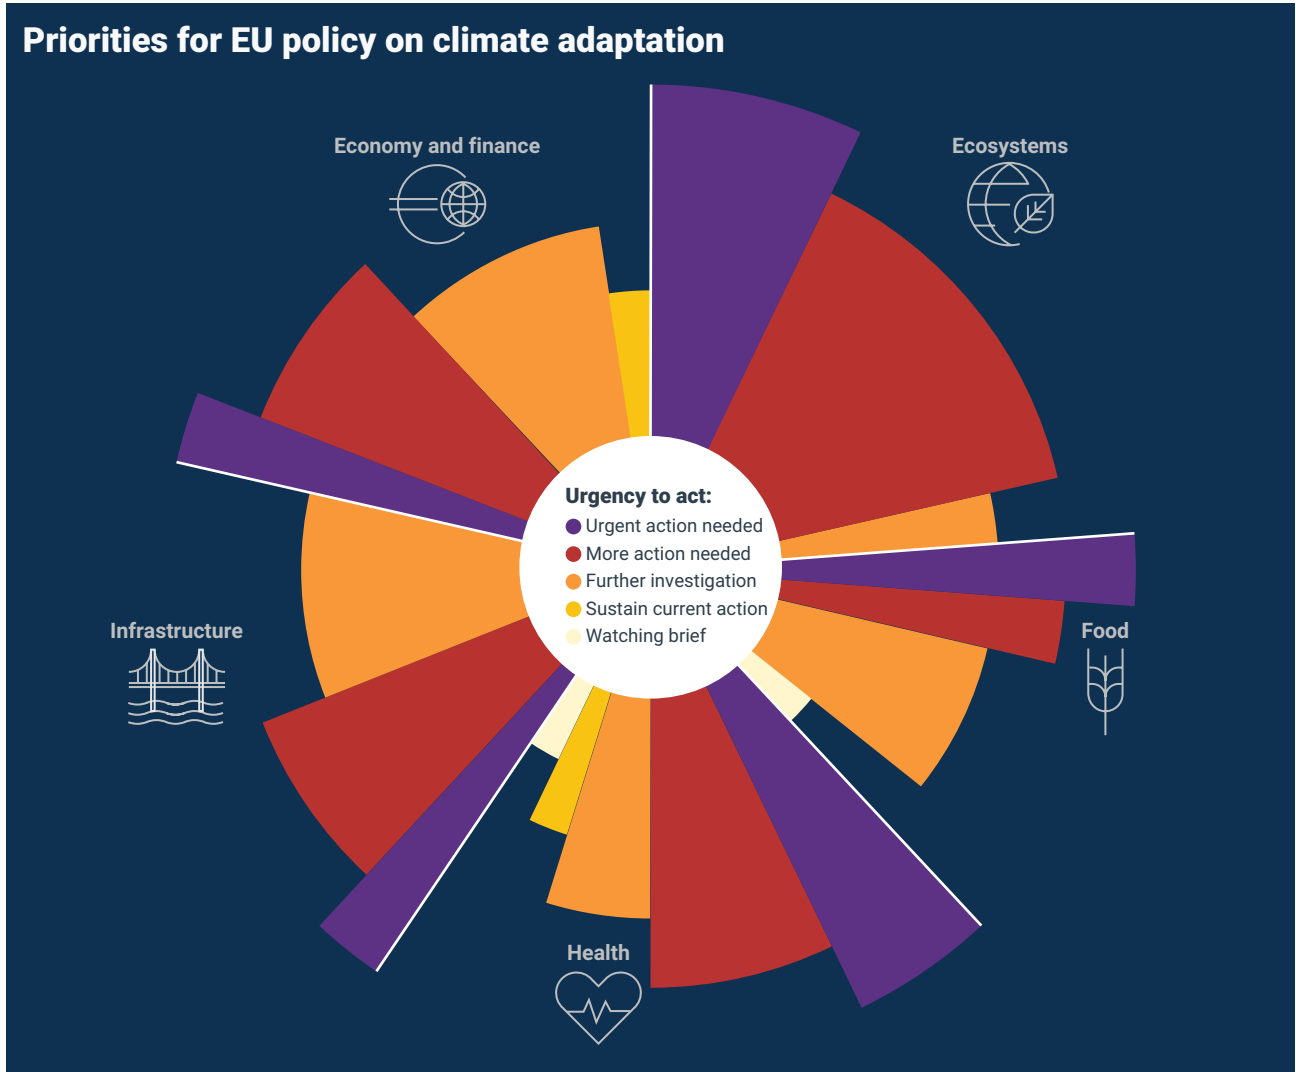 Priorities for EU policy on climate adaptation
Economy and finance
Ecosystems
Urgency to act:
Urgent action needed
More action needed
Further investigation
Sustain current action
Watching brief
Infrastructure
Food
Health